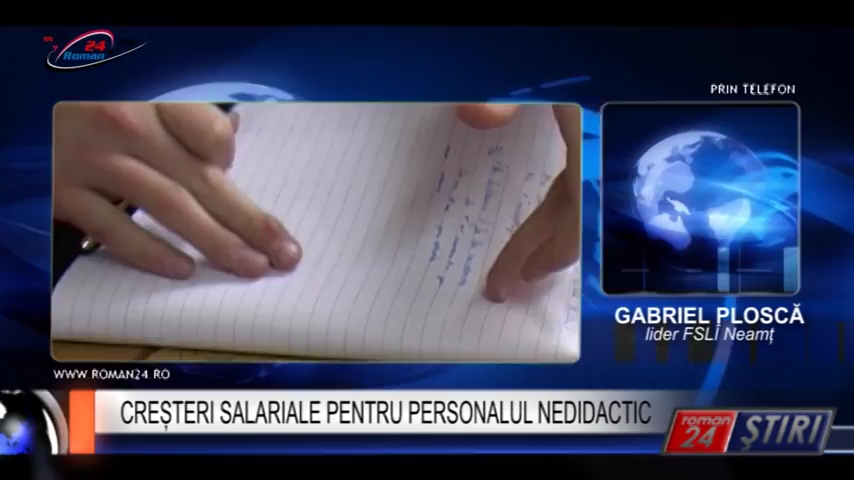 24
Roman
PRIN TELEFON
GABRIEL PLOSCĂ
lider FSLI Neamț
WWW.ROMAN24.RO
CREȘTERI SALARIALE PENTRU PERSONALUL NEDIDACTIC
roman
24 ȘTIRI